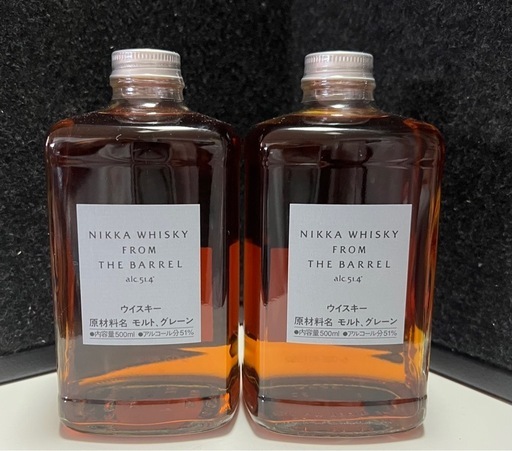 NIKKA WHISKY
FROM
THE BARREL
alc 51.4°
ウイスキー
原材料名 モルト、グレーン
●内容量500ml ●アルコール分51%
NIKKA WHISKY
FROM
THE BARREL
alc 51.4°
ウイスキー
原材料名 モルト、グレーン
●内容量500ml ●アルコール分51%